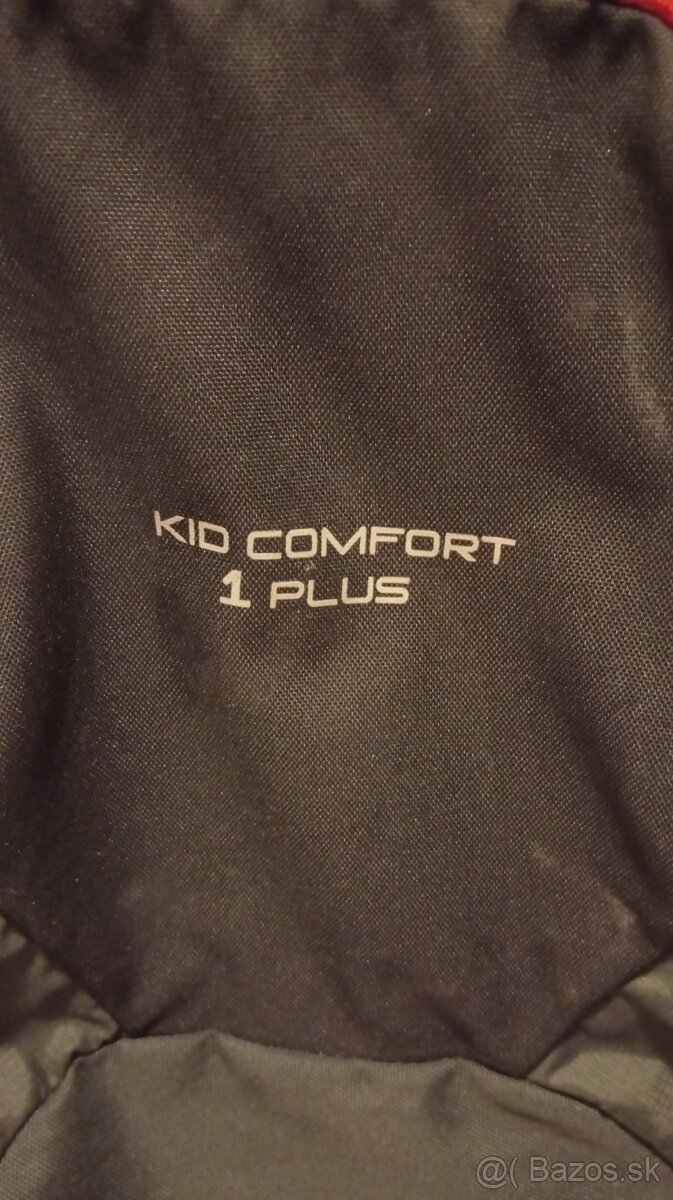 KID COMFORT
1 PLUS
@( Bazos.sk